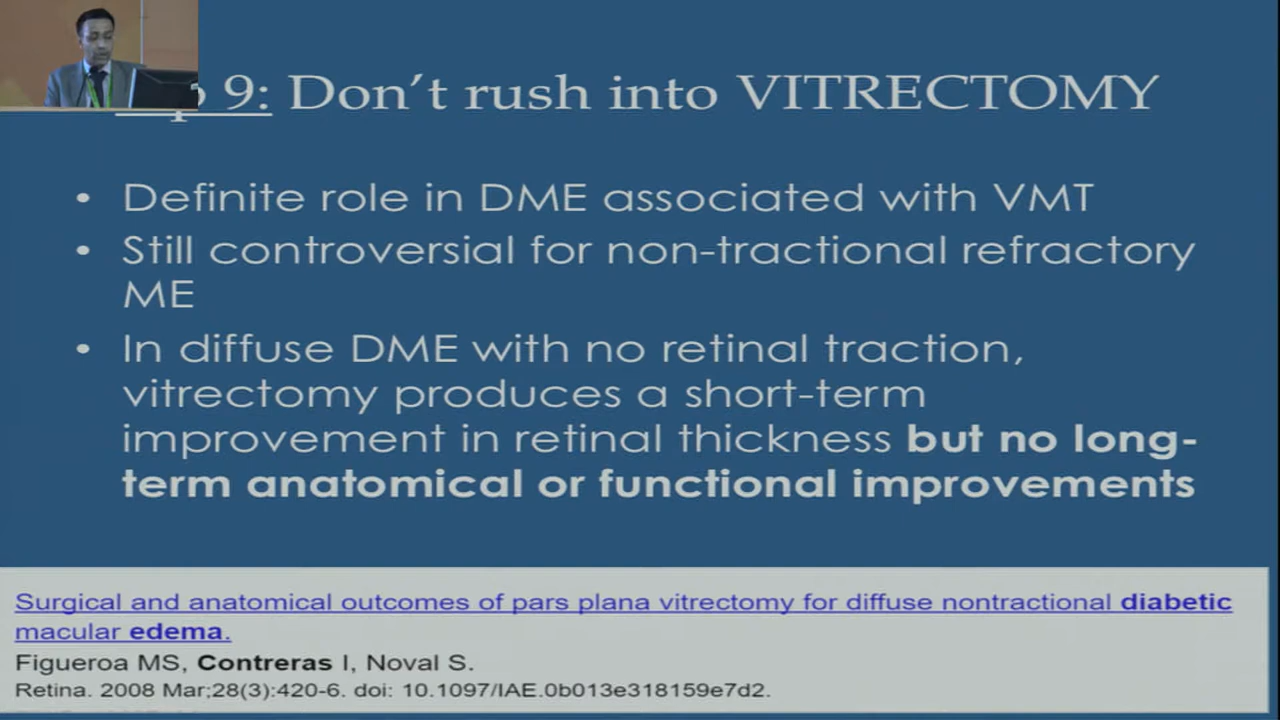 9: Don't rush into VITRECTOMY
• Definite role in DME associated with VMT
• Still controversial for non-tractional refractory
ME
• In diffuse DME with no retinal traction,
vitrectomy produces a short-term
improvement in retinal thickness but no long-
term anatomical or functional improvements
Surgical and anatomical outcomes of pars plana vitrectomy for diffuse nontractional diabetic
macular edema.
Figueroa MS, Contreras I, Noval S.
Retina. 2008 Mar;28(3):420-6. doi: 10.1097/IAE.0b013e318159e7d2.